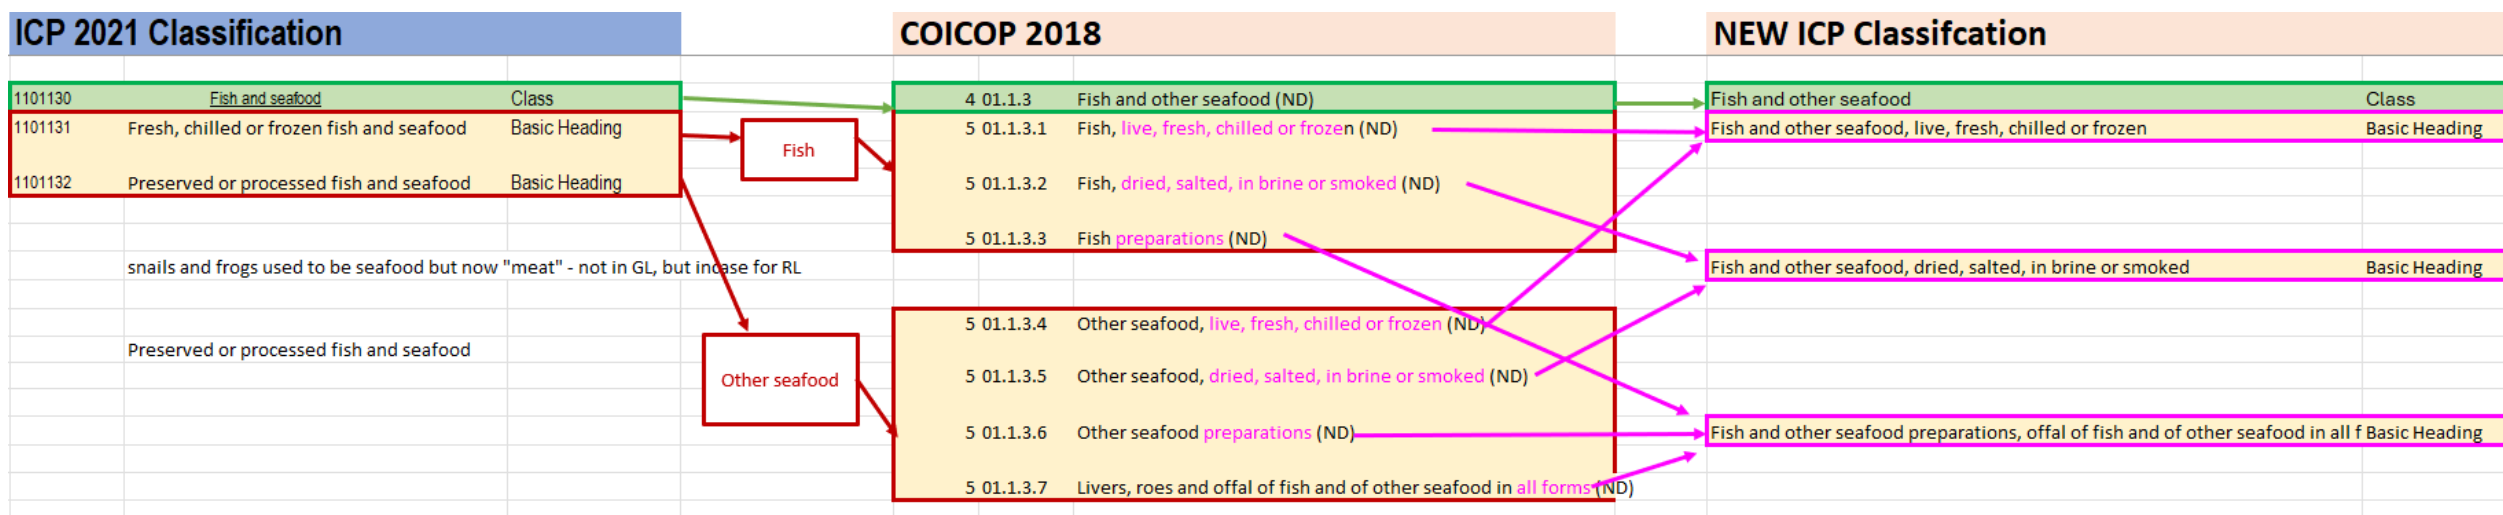 ICP 2021 Classification COICOP 2018 NEW ICP Classifcation
1101130 Fish and seafood Class 4 01.1.3 Fish and other seafood (ND) Fish and other seafood Class
1101131 Fresh, chilled or frozen fish and seafood Basic Heading 5 01.1.3.1 Fish, live, fresh, chilled or frozen (ND) Fish and other seafood, live, fresh, chilled or frozen Basic Heading
Fish
1101132 Preserved or processed fish and seafood Basic Heading 5 01.1.3.2 Fish, dried, salted, in brine or smoked (ND)
5 01.1.3.3 Fish preparations (ND)
snails and frogs used to be seafood but now "meat" - not in GL, but incase for RL Fish and other seafood, dried, salted, in brine or smoked Basic Heading
5 01.1.3.4 Other seafood, live, fresh, chilled or frozen (ND)
Preserved or processed fish and seafood
Other seafood 5 01.1.3.5 Other seafood, dried, salted, in brine or smoked (ND)
5 01.1.3.6 Other seafood preparations (ND) Fish and other seafood preparations, offal of fish and of other seafood in all f Basic Heading
5 01.1.3.7 Livers, roes and offal of fish and of other seafood in all forms (ND)